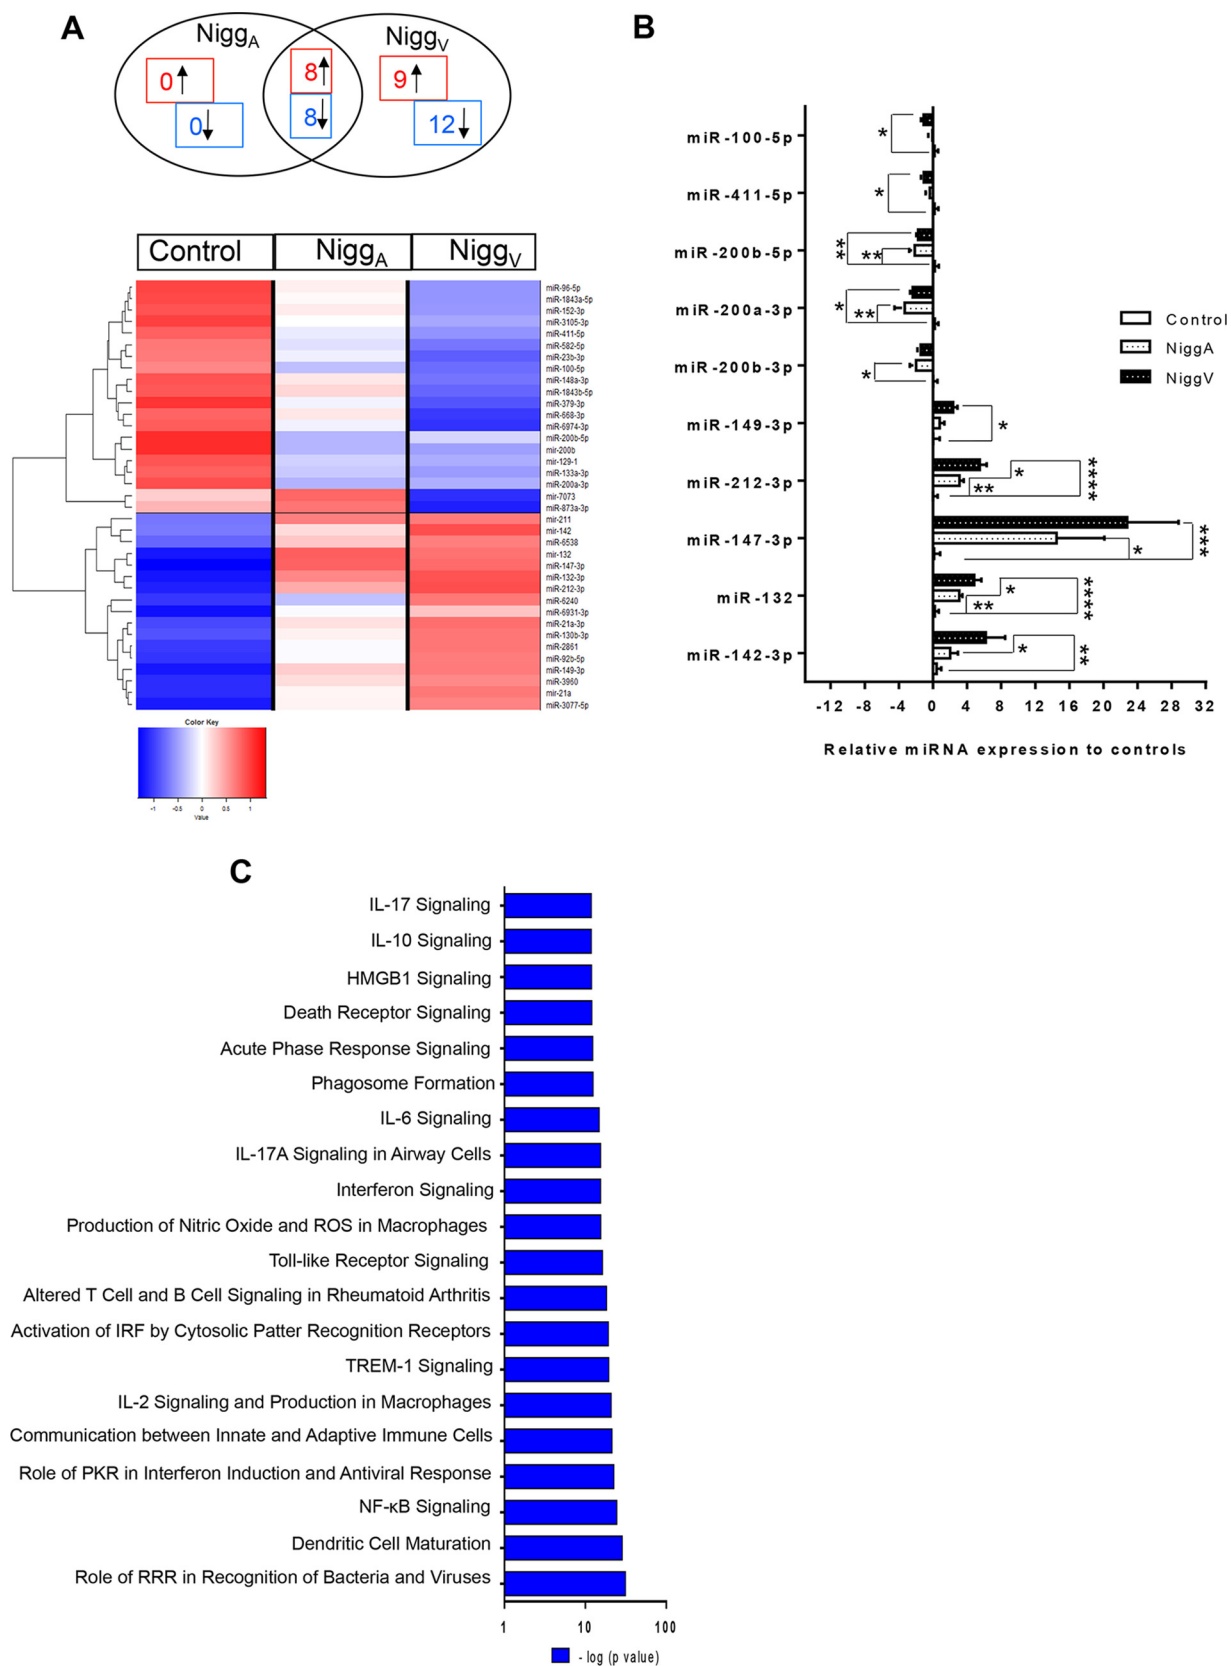 A
Nigg_A
Nigg_V
0
0
8
8
9
12
Control
Nigg_A
Nigg_V
miR-96-5p
miR-1843a-5p
miR-152-3p
miR-3105-3p
miR-411-5p
miR-582-5p
miR-23b-3p
miR-100-5p
miR-148a-3p
miR-1843b-5p
miR-379-3p
miR-668-3p
miR-6974-3p
miR-200b-5p
mir-200b
mir-129-1
miR-133a-3p
miR-200a-3p
mir-7073
miR-873a-3p
mir-211
mir-142
miR-6538
mir-132
miR-147-3p
miR-132-3p
miR-212-3p
miR-6240
miR-6931-3p
miR-21a-3p
miR-130b-3p
miR-2861
miR-92b-5p
miR-149-3p
miR-3960
mir-21a
miR-3077-5p
Color Key
-1 -0.5 0 0.5 1
Value
B
miR-100-5p
*
miR-411-5p
*
miR-200b-5p
**
**
miR-200a-3p
*
**
miR-200b-3p
*
miR-149-3p
*
miR-212-3p
*
**
****
miR-147-3p
*
***
miR-132
*
**
****
miR-142-3p
*
**
Control
NiggA
NiggV
-12 -8 -4 0 4 8 12 16 20 24 28 32
Relative miRNA expression to controls
C
IL-17 Signaling
IL-10 Signaling
HMGB1 Signaling
Death Receptor Signaling
Acute Phase Response Signaling
Phagosome Formation
IL-6 Signaling
IL-17A Signaling in Airway Cells
Interferon Signaling
Production of Nitric Oxide and ROS in Macrophages
Toll-like Receptor Signaling
Altered T Cell and B Cell Signaling in Rheumatoid Arthritis
Activation of IRF by Cytosolic Patter Recognition Receptors
TREM-1 Signaling
IL-2 Signaling and Production in Macrophages
Communication between Innate and Adaptive Immune Cells
Role of PKR in Interferon Induction and Antiviral Response
NF-κB Signaling
Dendritic Cell Maturation
Role of RRR in Recognition of Bacteria and Viruses
1 10 100
- log (p value)